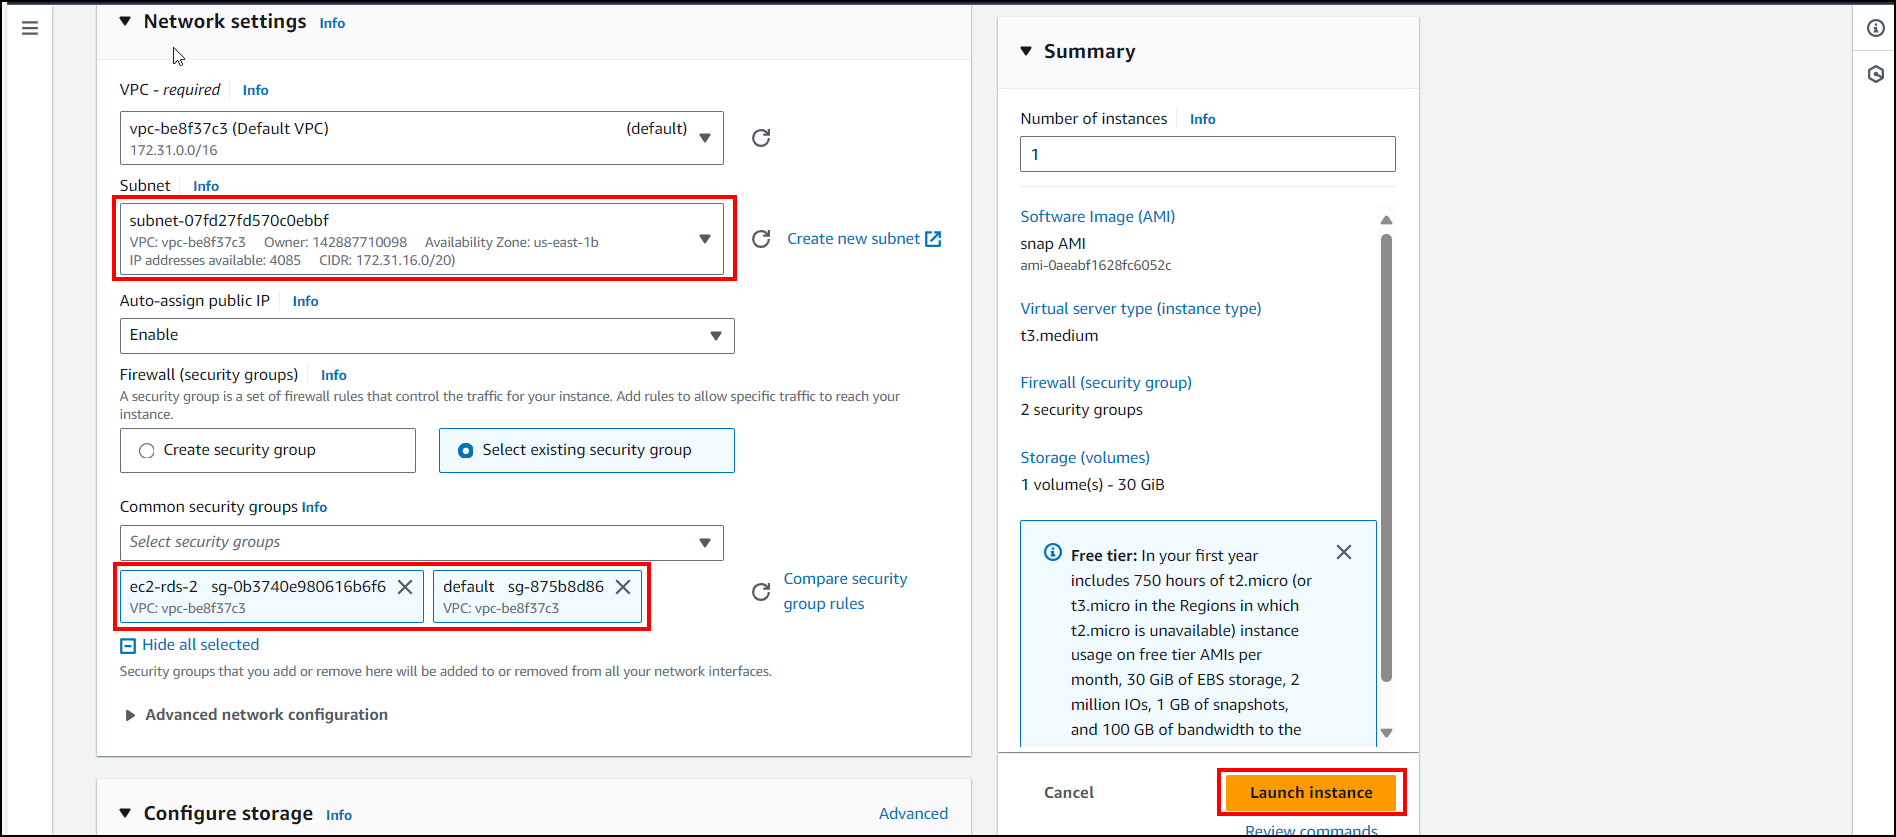 Network settings Info
VPC - required Info
vpc-be8f37c3 (Default VPC) (default)
172.31.0.0/16
Subnet Info
subnet-07fd27fd570c0ebbf
VPC: vpc-be8f37c3 Owner: 142887710098 Availability Zone: us-east-1b
IP addresses available: 4085 CIDR: 172.31.16.0/20)
Create new subnet
Auto-assign public IP Info
Enable
Firewall (security groups) Info
A security group is a set of firewall rules that control the traffic for your instance. Add rules to allow specific traffic to reach your
instance.
Create security group
Select existing security group
Common security groups Info
Select security groups
ec2-rds-2 sg-0b3740e980616b6f6
VPC: vpc-be8f37c3
default sg-875b8d86
VPC: vpc-be8f37c3
Compare security
group rules
Hide all selected
Security groups that you add or remove here will be added to or removed from all your network interfaces.
Advanced network configuration
Configure storage Info
Advanced
Summary
Number of instances Info
1
Software Image (AMI)
snap AMI
ami-0aeabf1628fc6052c
Virtual server type (instance type)
t3.medium
Firewall (security group)
2 security groups
Storage (volumes)
1 volume(s) - 30 GiB
Free tier: In your first year
includes 750 hours of t2.micro (or
t3.micro in the Regions in which
t2.micro is unavailable) instance
usage on free tier AMIs per
month, 30 GiB of EBS storage, 2
million IOs, 1 GB of snapshots,
and 100 GB of bandwidth to the
Cancel
Launch instance
Review commands